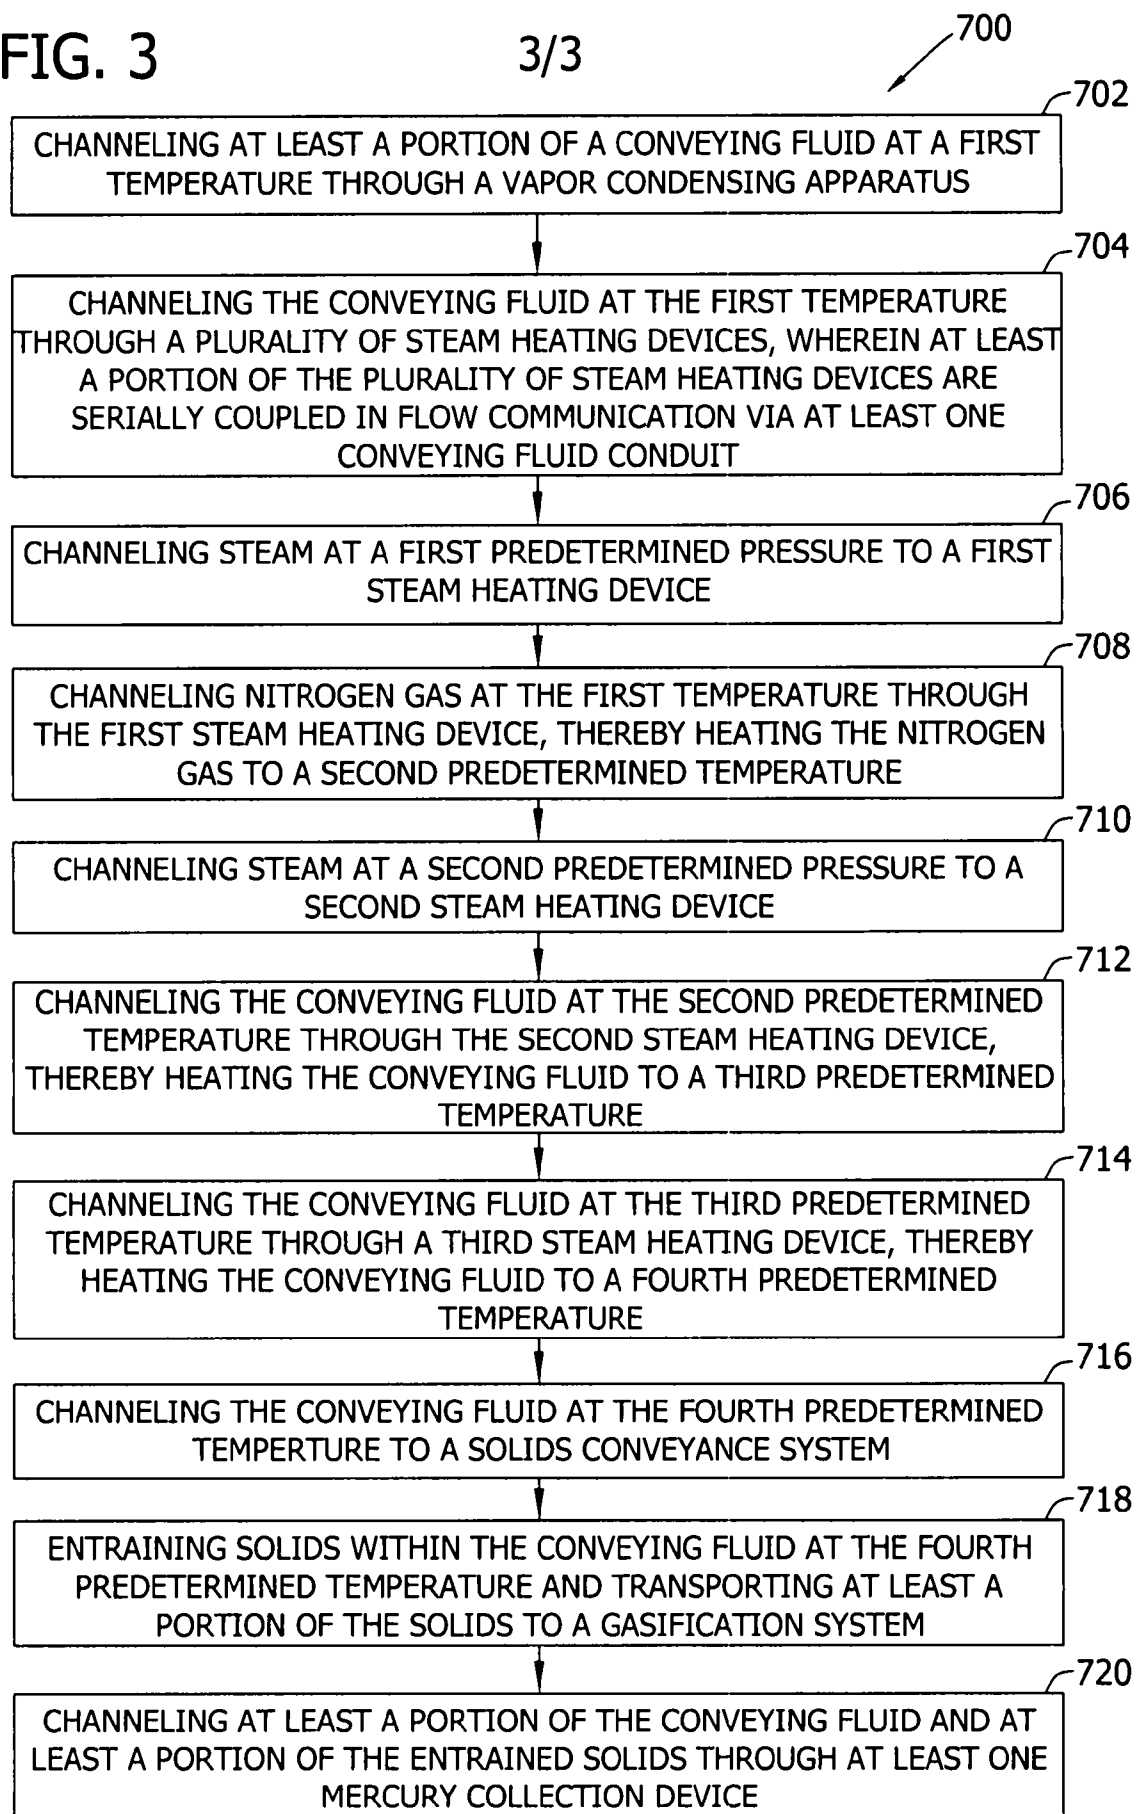 FIG. 3
3/3
700
702
CHANNELING AT LEAST A PORTION OF A CONVEYING FLUID AT A FIRST
TEMPERATURE THROUGH A VAPOR CONDENSING APPARATUS
704
CHANNELING THE CONVEYING FLUID AT THE FIRST TEMPERATURE
THROUGH A PLURALITY OF STEAM HEATING DEVICES, WHEREIN AT LEAST
A PORTION OF THE PLURALITY OF STEAM HEATING DEVICES ARE
SERIALLY COUPLED IN FLOW COMMUNICATION VIA AT LEAST ONE
CONVEYING FLUID CONDUIT
706
CHANNELING STEAM AT A FIRST PREDETERMINED PRESSURE TO A FIRST
STEAM HEATING DEVICE
708
CHANNELING NITROGEN GAS AT THE FIRST TEMPERATURE THROUGH
THE FIRST STEAM HEATING DEVICE, THEREBY HEATING THE NITROGEN
GAS TO A SECOND PREDETERMINED TEMPERATURE
710
CHANNELING STEAM AT A SECOND PREDETERMINED PRESSURE TO A
SECOND STEAM HEATING DEVICE
712
CHANNELING THE CONVEYING FLUID AT THE SECOND PREDETERMINED
TEMPERATURE THROUGH THE SECOND STEAM HEATING DEVICE,
THEREBY HEATING THE CONVEYING FLUID TO A THIRD PREDETERMINED
TEMPERATURE
714
CHANNELING THE CONVEYING FLUID AT THE THIRD PREDETERMINED
TEMPERATURE THROUGH A THIRD STEAM HEATING DEVICE, THEREBY
HEATING THE CONVEYING FLUID TO A FOURTH PREDETERMINED
TEMPERATURE
716
CHANNELING THE CONVEYING FLUID AT THE FOURTH PREDETERMINED
TEMPERTURE TO A SOLIDS CONVEYANCE SYSTEM
718
ENTRAINING SOLIDS WITHIN THE CONVEYING FLUID AT THE FOURTH
PREDETERMINED TEMPERATURE AND TRANSPORTING AT LEAST A
PORTION OF THE SOLIDS TO A GASIFICATION SYSTEM
720
CHANNELING AT LEAST A PORTION OF THE CONVEYING FLUID AND AT
LEAST A PORTION OF THE ENTRAINED SOLIDS THROUGH AT LEAST ONE
MERCURY COLLECTION DEVICE